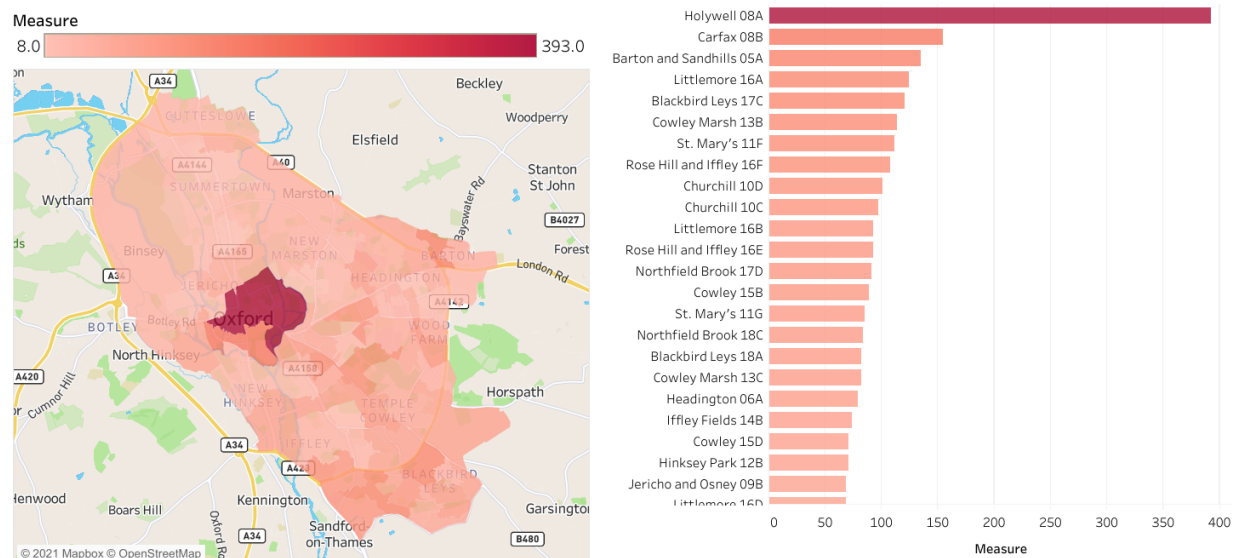 Measure
8.0
393.0
on
A34
Beckley
CUTTESLOWE
Woodperry
Elsfield
A40
A4144
Stanton
St John
SUMMERTOWN
Marston
Bayswater Rd
Wytham
B4027
ds
NEW
MARSTON
Binsey
A4165
BARTON
Forest
HEADINGTON
London Rd
A34
JERICHO
A4142
Oxford
BOTLEY
Botley Rd
WOOD
FARM
North Hinksey
A4150
A420
Cumnor Hill
NEW
HINKSEY
TEMPLE
COWLEY
Horspath
or
IFFLEY
A34
A423
BLACKBIRD
LEYS
Henwood
Kennington
Boars Hill
Garsington
Sandford-
on-Thames
Oxford Rd
A34
B480
© 2021 Mapbox © OpenStreetMap
Holywell 08A
Carfax 08B
Barton and Sandhills 05A
Littlemore 16A
Blackbird Leys 17C
Cowley Marsh 13B
St. Mary's 11F
Rose Hill and Iffley 16F
Churchill 10D
Churchill 10C
Littlemore 16B
Rose Hill and Iffley 16E
Northfield Brook 17D
Cowley 15B
St. Mary's 11G
Northfield Brook 18C
Blackbird Leys 18A
Cowley Marsh 13C
Headington 06A
Iffley Fields 14B
Cowley 15D
Hinksey Park 12B
Jericho and Osney 09B
Littlemore 16D
0 50 100 150 200 250 300 350 400
Measure